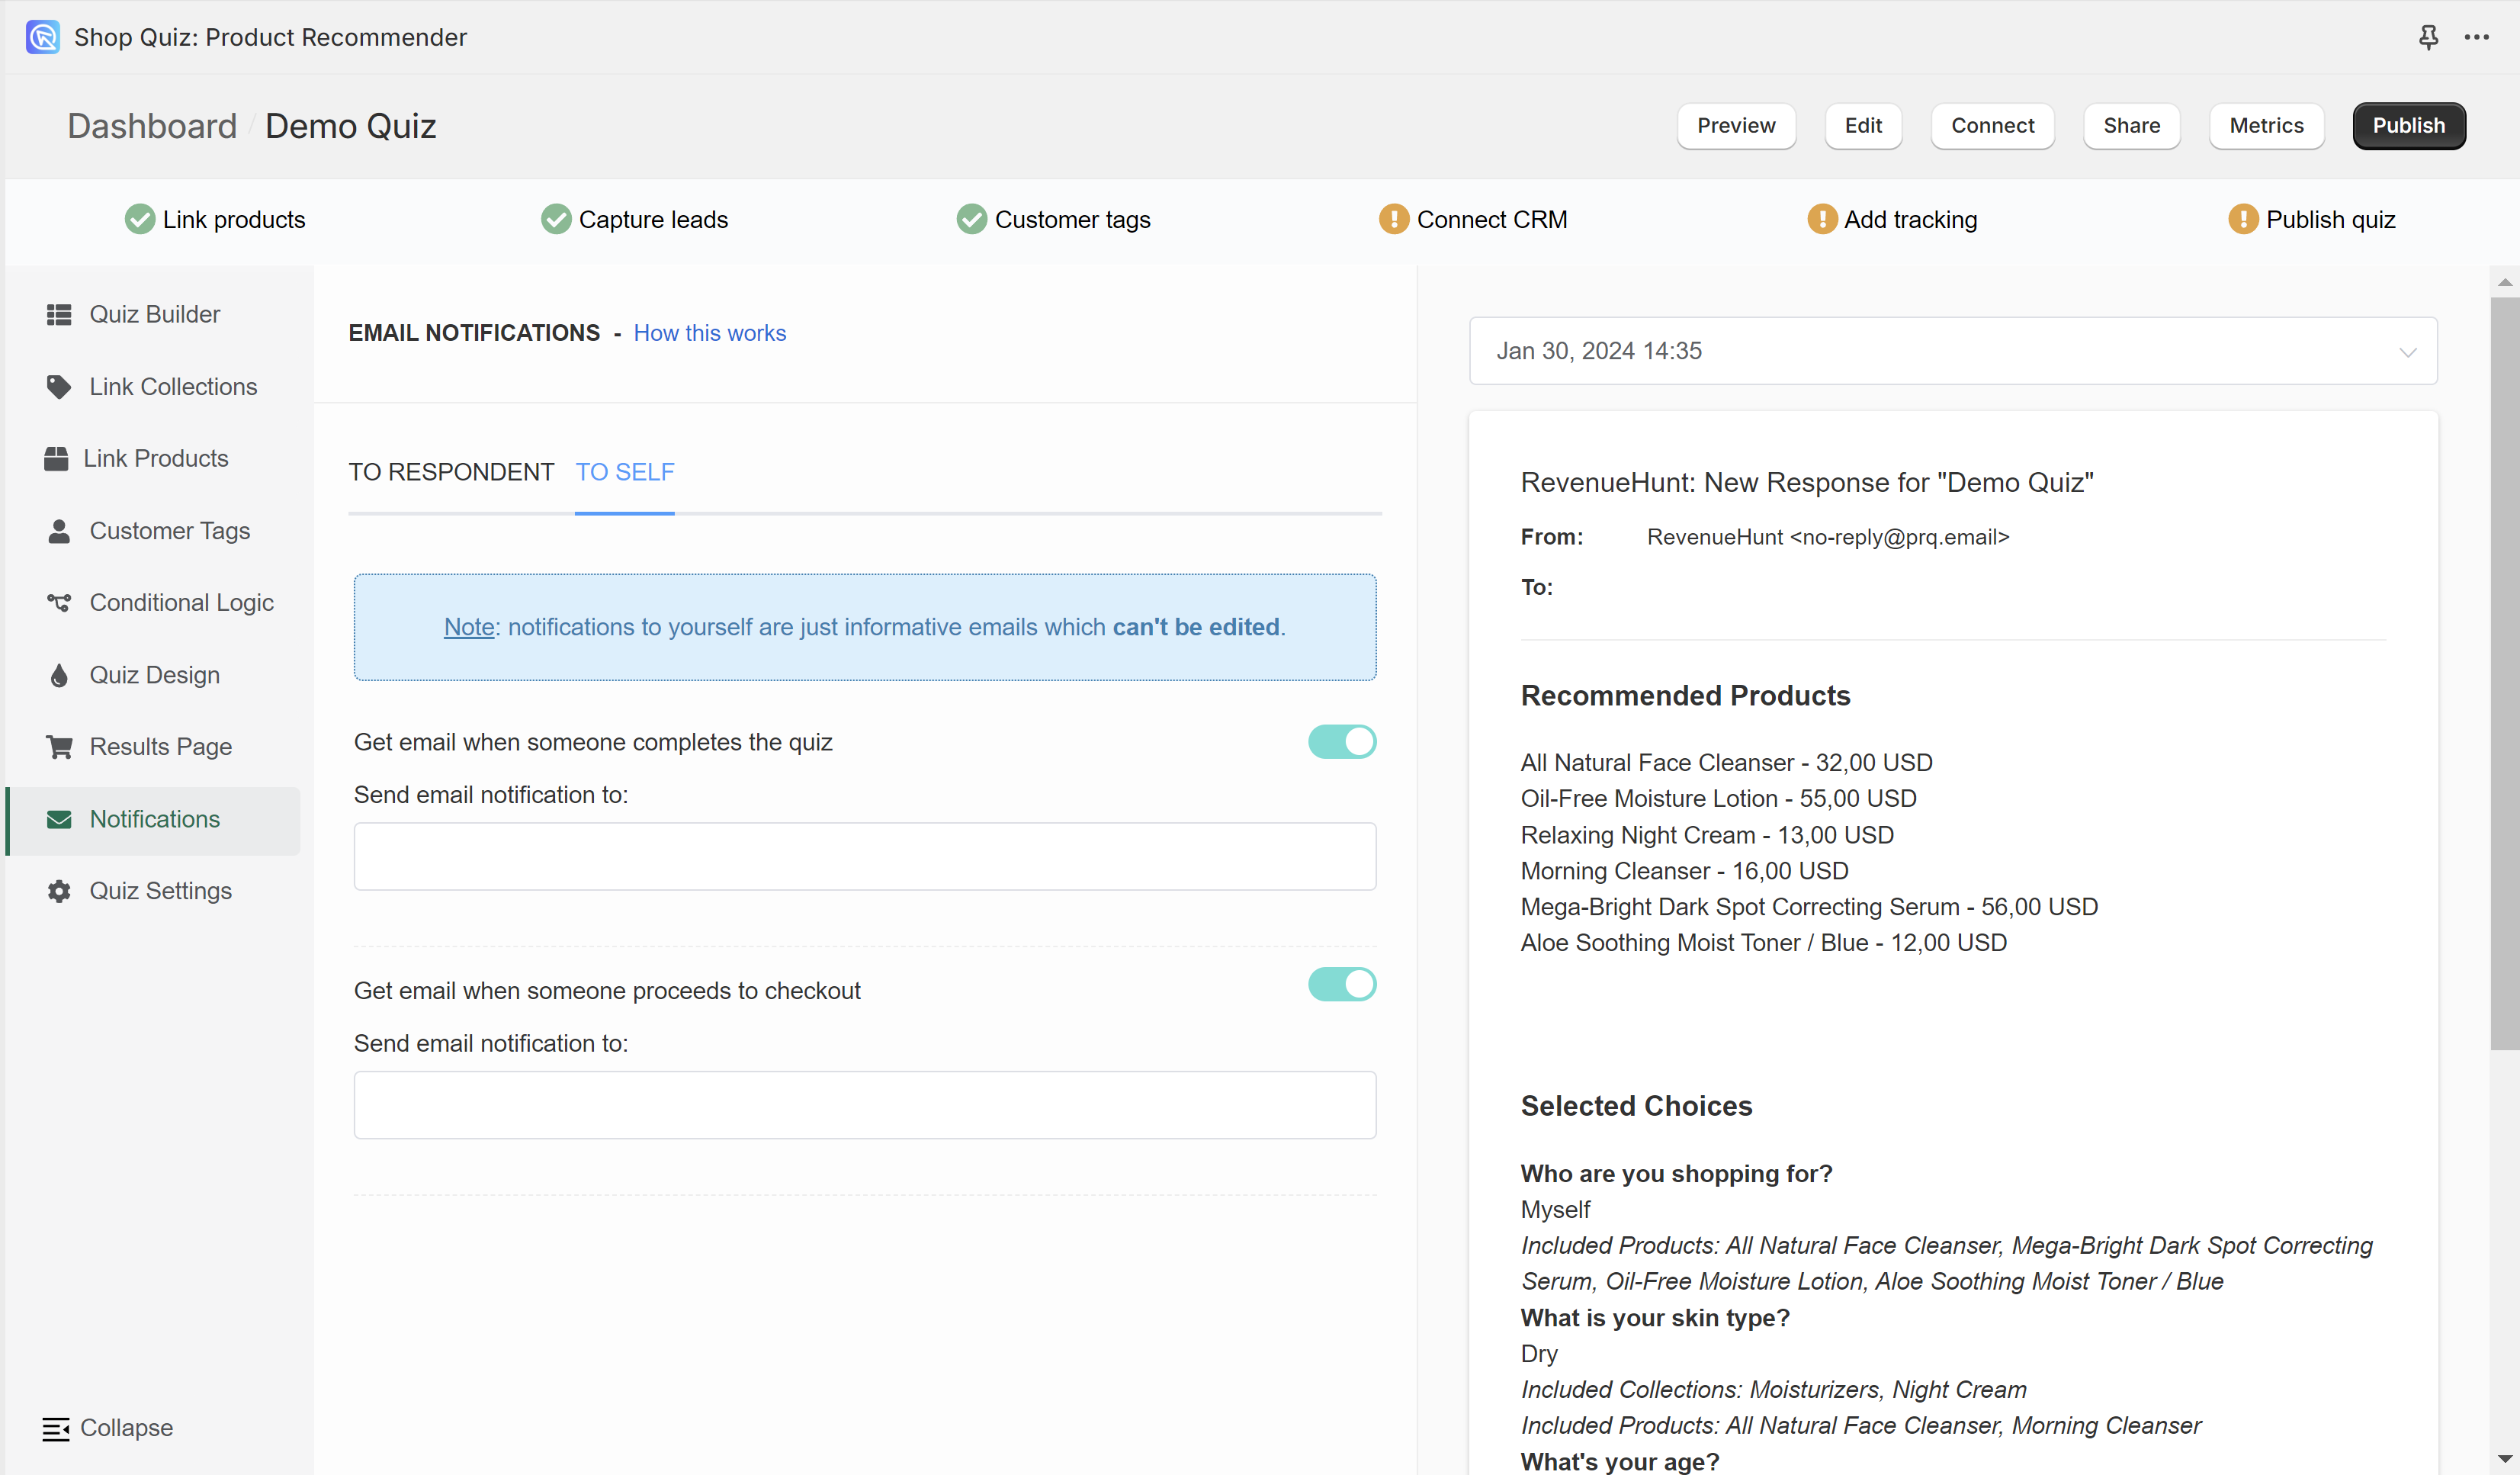 Shop Quiz: Product Recommender
Dashboard / Demo Quiz
Preview
Edit
Connect
Share
Metrics
Publish
Link products
Capture leads
Customer tags
Connect CRM
Add tracking
Publish quiz
Quiz Builder
Link Collections
Link Products
Customer Tags
Conditional Logic
Quiz Design
Results Page
Notifications
Quiz Settings
Collapse
EMAIL NOTIFICATIONS - How this works
TO RESPONDENT TO SELF
Note: notifications to yourself are just informative emails which can't be edited.
Get email when someone completes the quiz
Send email notification to:
Get email when someone proceeds to checkout
Send email notification to:
Jan 30, 2024 14:35
RevenueHunt: New Response for "Demo Quiz"
From: RevenueHunt <no-reply@prq.email>
To:
Recommended Products
All Natural Face Cleanser - 32,00 USD
Oil-Free Moisture Lotion - 55,00 USD
Relaxing Night Cream - 13,00 USD
Morning Cleanser - 16,00 USD
Mega-Bright Dark Spot Correcting Serum - 56,00 USD
Aloe Soothing Moist Toner / Blue - 12,00 USD
Selected Choices
Who are you shopping for?
Myself
Included Products: All Natural Face Cleanser, Mega-Bright Dark Spot Correcting
Serum, Oil-Free Moisture Lotion, Aloe Soothing Moist Toner / Blue
What is your skin type?
Dry
Included Collections: Moisturizers, Night Cream
Included Products: All Natural Face Cleanser, Morning Cleanser
What's your age?